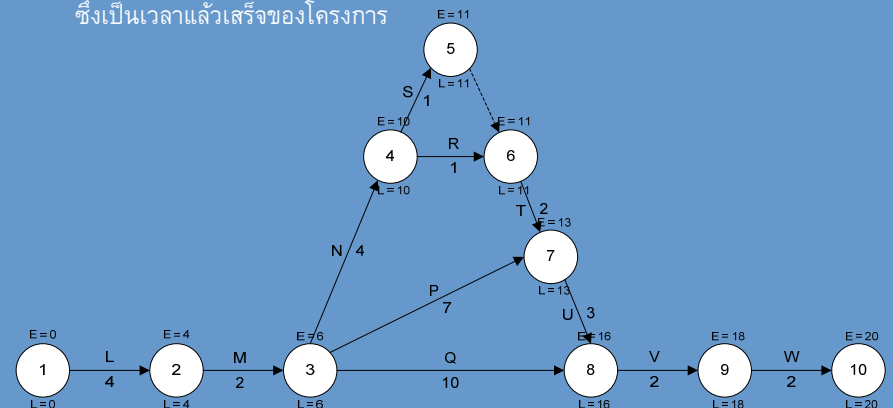 ซึ่งเป็นเวลาแล้วเสร็จของโครงการ
E=11
5
L=11
S
1
E=10
4
L=10
R
1
E=11
6
L=11
T
2
E=13
7
L=13
N
4
P
7
U
3
E=0
1
L=0
L
4
E=4
2
L=4
M
2
E=6
3
L=6
Q
10
E=16
8
L=16
V
2
E=18
9
L=18
W
2
E=20
10
L=20